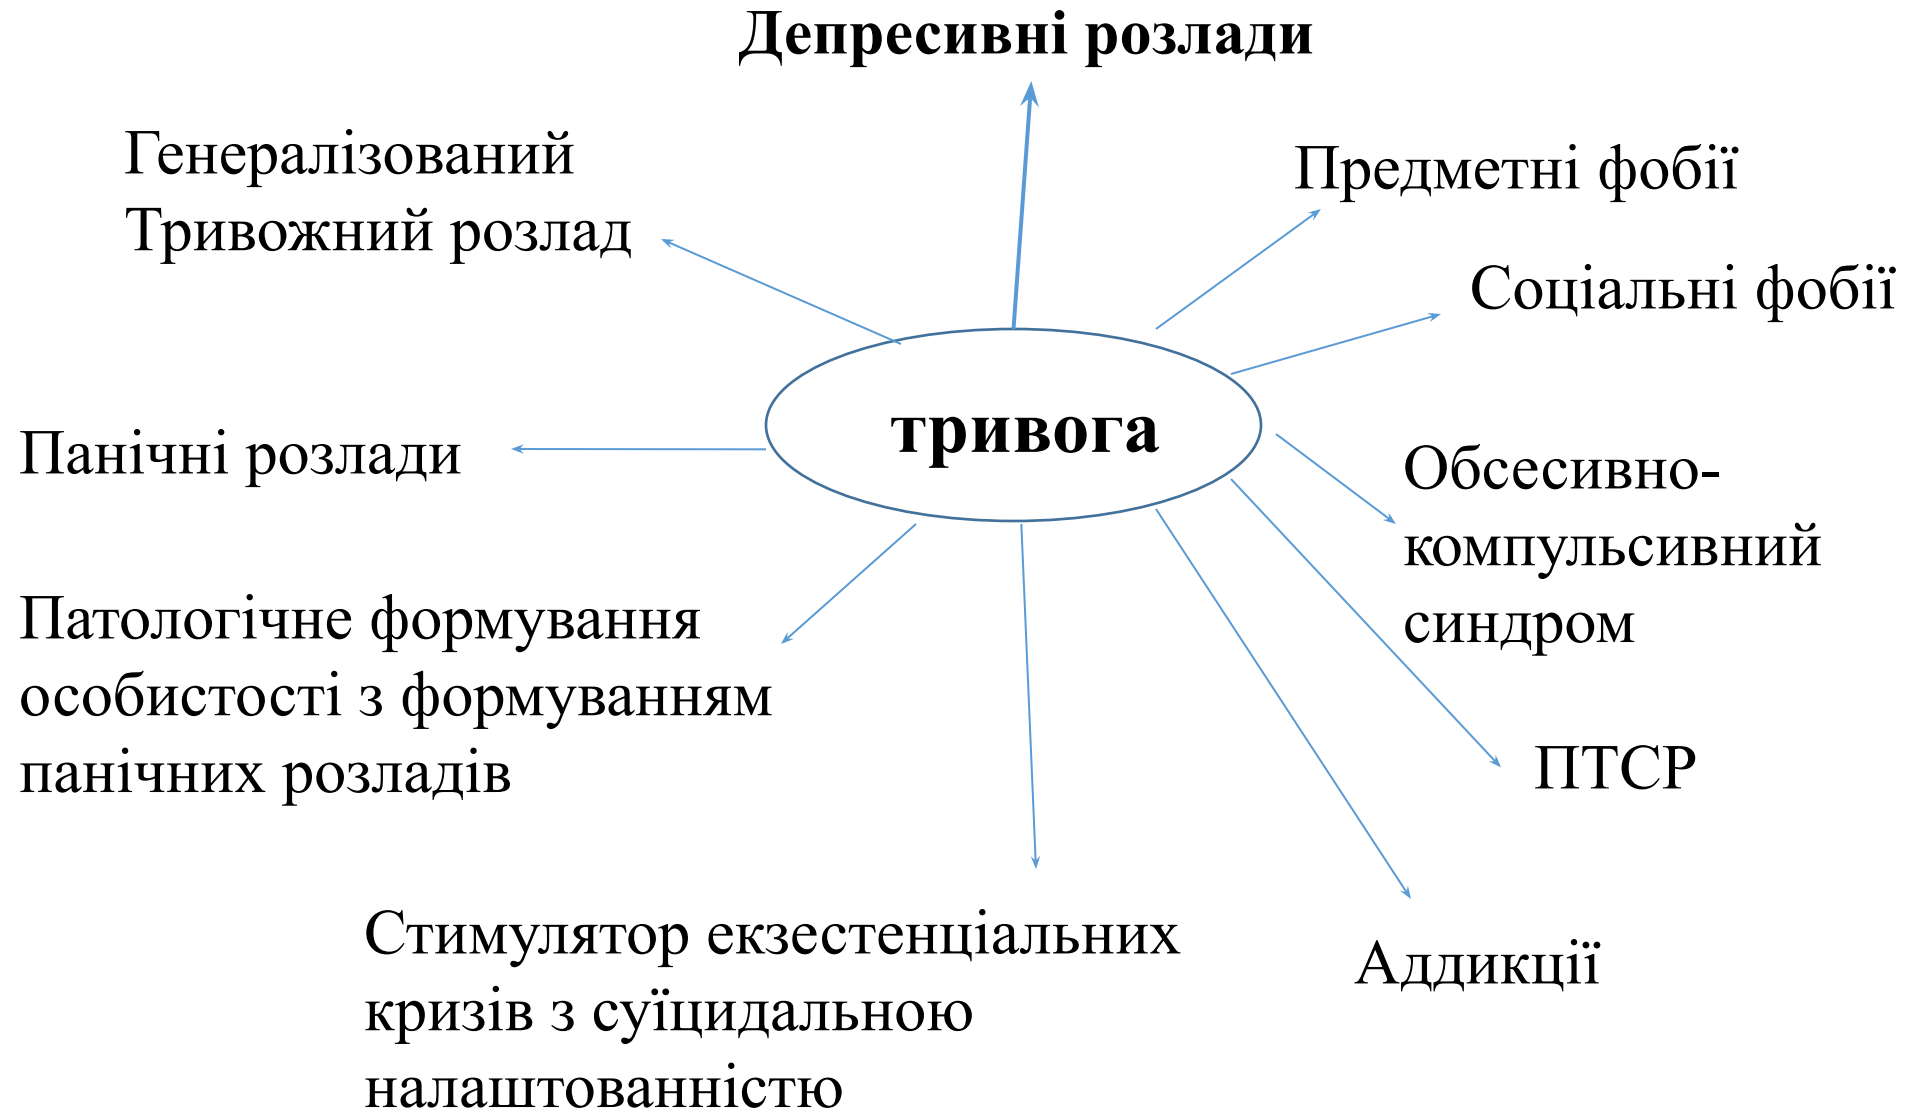 Депресивні розлади
Генералізований
Тривожний розлад
Предметні фобії
Соціальні фобії
тривога
Панічні розлади
Обсесивно-
компульсивний
синдром
Патологічне формування
особистості з формуванням
панічних розладів
ПТСР
Стимулятор екзестенціальних
кризів з суїцидальною
налаштованністю
Аддикції